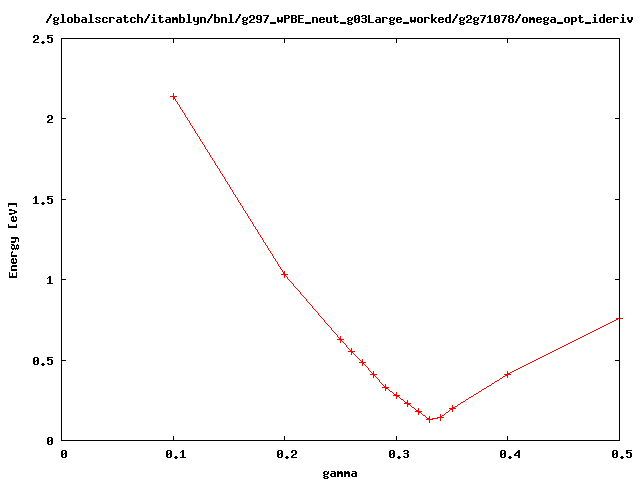 /globalscratch/itamblyn/bnl/g297_wPBE_neut_g03Large_worked/g2g71078/omega_opt_ideriv
2.5
2
1.5
1
0.5
0
Energy [eV]
0 0.1 0.2 0.3 0.4 0.5
gamma